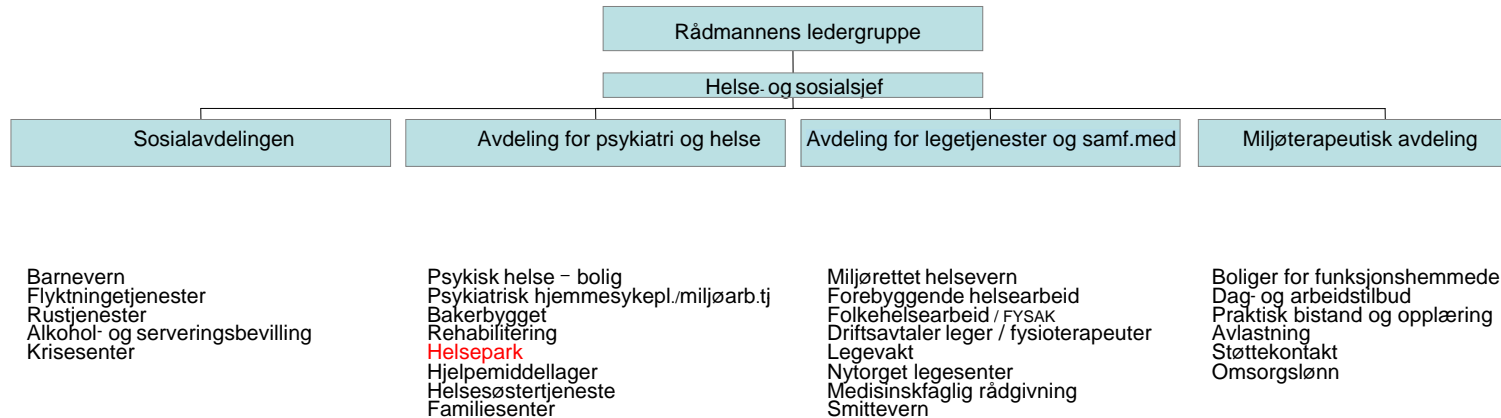 Rådmannens ledergruppe
Helse- og sosialsjef
Sosialavdelingen
Avdeling for psykiatri og helse
Avdeling for legetjenester og samf.med
Miljøterapeutisk avdeling
Barnevern
Flyktningetjenester
Rustjenester
Alkohol- og serveringsbevilling
Krisesenter
Psykisk helse – bolig
Psykiatrisk hjemmesykepl./miljøarb.tj
Bakerbygget
Rehabilitering
Helsepark
Hjelpemiddellager
Helsesøstertjeneste
Familiesenter
Miljørettet helsevern
Forebyggende helsearbeid
Folkehelsearbeid / FYSAK
Driftsavtaler leger / fysioterapeuter
Legevakt
Nytorget legesenter
Medisinskfaglig rådgivning
Smittevern
Boliger for funksjonshemmede
Dag- og arbeidstilbud
Praktisk bistand og opplæring
Avlastning
Støttekontakt
Omsorgslønn